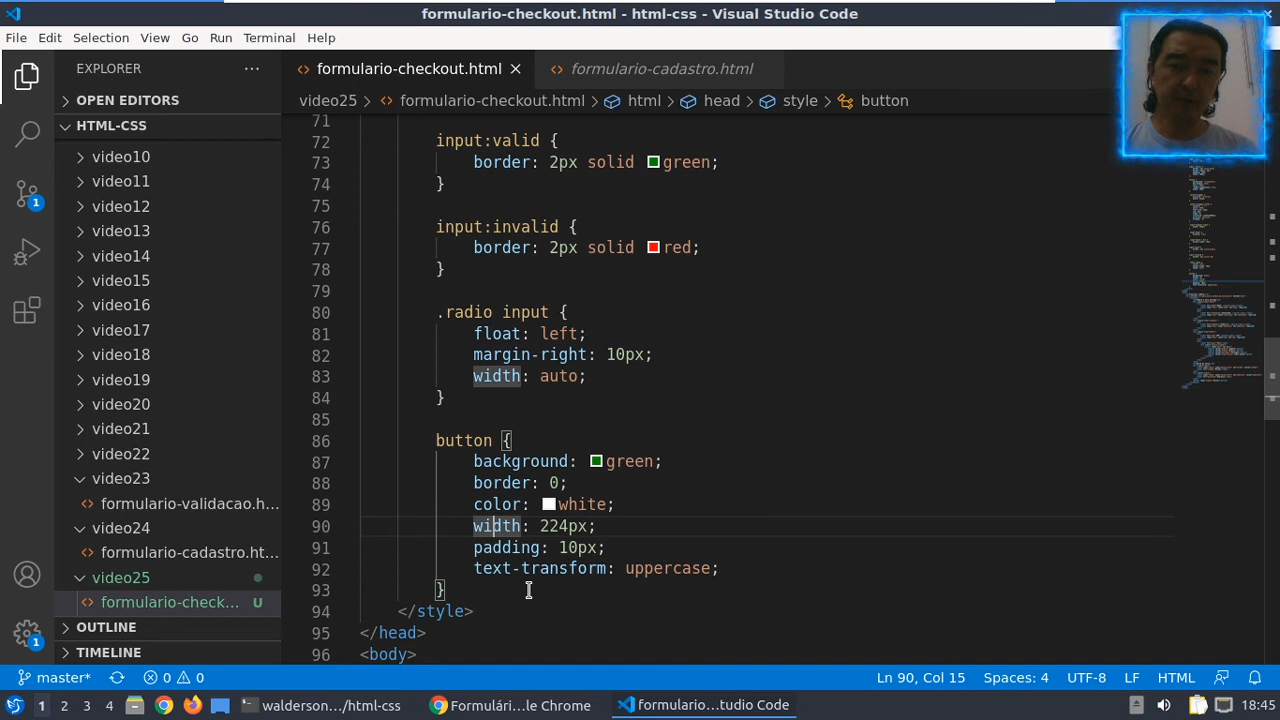 formulario-checkout.html - html-css - Visual Studio Code
File Edit Selection View Go Run Terminal Help
EXPLORER
OPEN EDITORS
HTML-CSS
video10
video11
video12
video13
video14
video15
video16
video17
video18
video19
video20
video21
video22
video23
formulario-validacao.h...
video24
formulario-cadastro.ht...
video25
formulario-check... U
OUTLINE
TIMELINE
1
1
formulario-checkout.html formulario-cadastro.html
video25 > formulario-checkout.html > html > head > style > button
71
72 input:valid {
73 border: 2px solid green;
74 }
75
76 input:invalid {
77 border: 2px solid red;
78 }
79
80 .radio input {
81 float: left;
82 margin-right: 10px;
83 width: auto;
84 }
85
86 button {
87 background: green;
88 border: 0;
89 color: white;
90 width: 224px;
91 padding: 10px;
92 text-transform: uppercase;
93 }
94 </style>
95 </head>
96 <body>
master* 0 0 Ln 90, Col 15 Spaces: 4 UTF-8 LF HTML
1 2 3 4 walderson.../html-css Formulári...le Chrome formulario...tudio Code 18:45